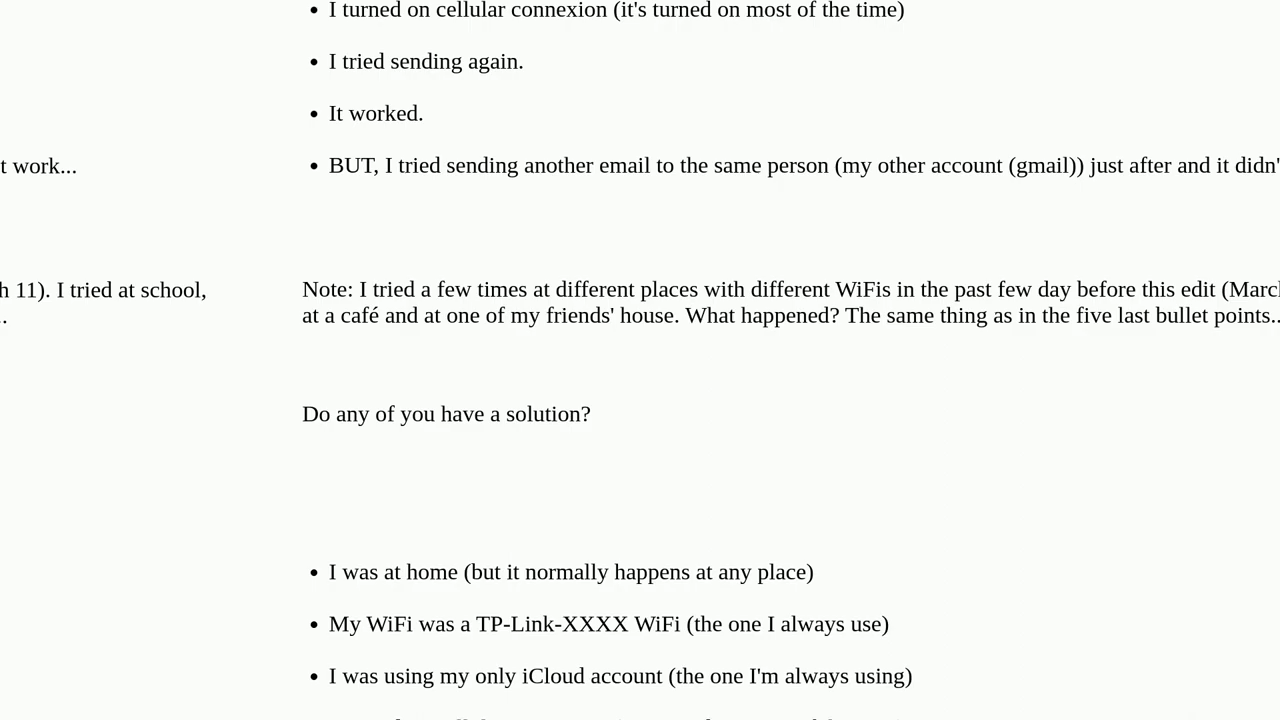 I turned on cellular connexion (it's turned on most of the time)
I tried sending again.
It worked.
t work...
BUT, I tried sending another email to the same person (my other account (gmail)) just after and it didn'
h 11). I tried at school,
..
Note: I tried a few times at different places with different WiFis in the past few day before this edit (Marc
at a café and at one of my friends' house. What happened? The same thing as in the five last bullet points..
Do any of you have a solution?
I was at home (but it normally happens at any place)
My WiFi was a TP-Link-XXXX WiFi (the one I always use)
I was using my only iCloud account (the one I'm always using)